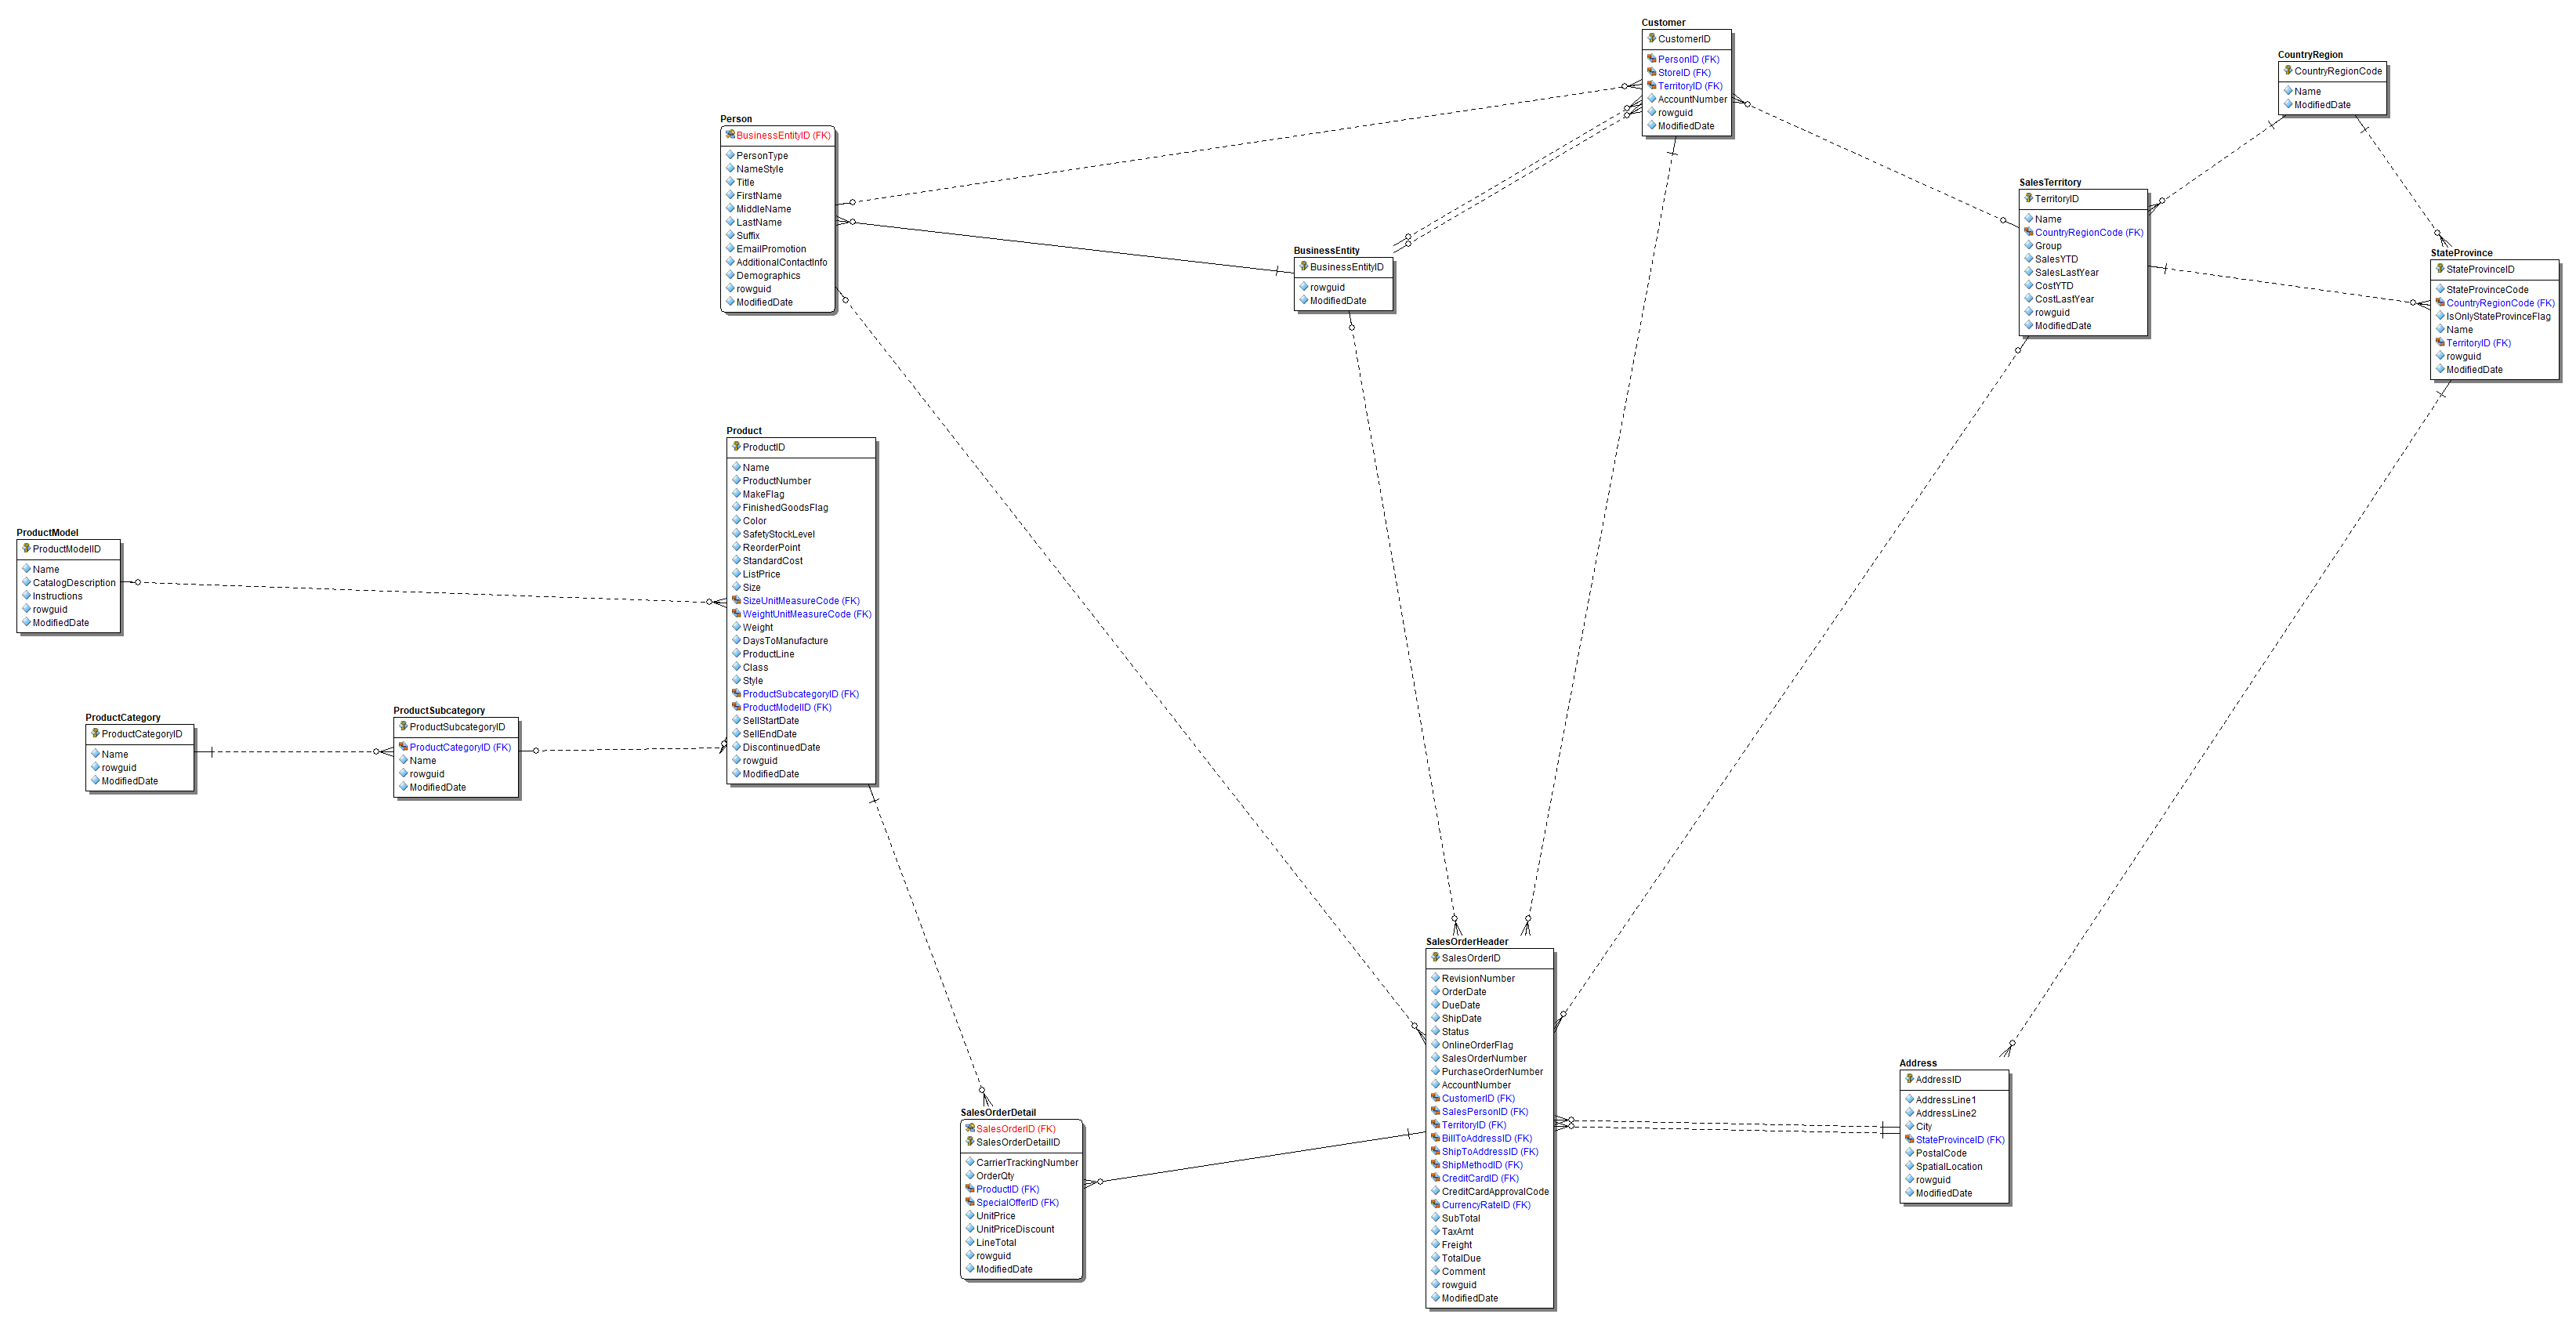 Customer
CustomerID
PersonID (FK)
StoreID (FK)
TerritoryID (FK)
AccountNumber
rowguid
ModifiedDate
CountryRegion
CountryRegionCode
Name
ModifiedDate
Person
BusinessEntityID (FK)
PersonType
NameStyle
Title
FirstName
MiddleName
LastName
Suffix
EmailPromotion
AdditionalContactInfo
Demographics
rowguid
ModifiedDate
SalesTerritory
TerritoryID
Name
CountryRegionCode (FK)
Group
SalesYTD
SalesLastYear
CostYTD
CostLastYear
rowguid
ModifiedDate
BusinessEntity
BusinessEntityID
rowguid
ModifiedDate
StateProvince
StateProvinceID
StateProvinceCode
CountryRegionCode (FK)
IsOnlyStateProvinceFlag
Name
TerritoryID (FK)
rowguid
ModifiedDate
Product
ProductID
Name
ProductNumber
MakeFlag
FinishedGoodsFlag
Color
SafetyStockLevel
ReorderPoint
StandardCost
ListPrice
Size
SizeUnitMeasureCode (FK)
WeightUnitMeasureCode (FK)
Weight
DaysToManufacture
ProductLine
Class
Style
ProductSubcategoryID (FK)
ProductModelID (FK)
SellStartDate
SellEndDate
DiscontinuedDate
rowguid
ModifiedDate
ProductModel
ProductModelID
Name
CatalogDescription
Instructions
rowguid
ModifiedDate
ProductCategory
ProductCategoryID
Name
rowguid
ModifiedDate
ProductSubcategory
ProductSubcategoryID
ProductCategoryID (FK)
Name
rowguid
ModifiedDate
SalesOrderHeader
SalesOrderID
RevisionNumber
OrderDate
DueDate
ShipDate
Status
OnlineOrderFlag
SalesOrderNumber
PurchaseOrderNumber
AccountNumber
CustomerID (FK)
SalesPersonID (FK)
TerritoryID (FK)
BillToAddressID (FK)
ShipToAddressID (FK)
ShipMethodID (FK)
CreditCardID (FK)
CreditCardApprovalCode
CurrencyRateID (FK)
SubTotal
TaxAmt
Freight
TotalDue
Comment
rowguid
ModifiedDate
Address
AddressID
AddressLine1
AddressLine2
City
StateProvinceID (FK)
PostalCode
SpatialLocation
rowguid
ModifiedDate
SalesOrderDetail
SalesOrderID (FK)
SalesOrderDetailID
CarrierTrackingNumber
OrderQty
ProductID (FK)
SpecialOfferID (FK)
UnitPrice
UnitPriceDiscount
LineTotal
rowguid
ModifiedDate